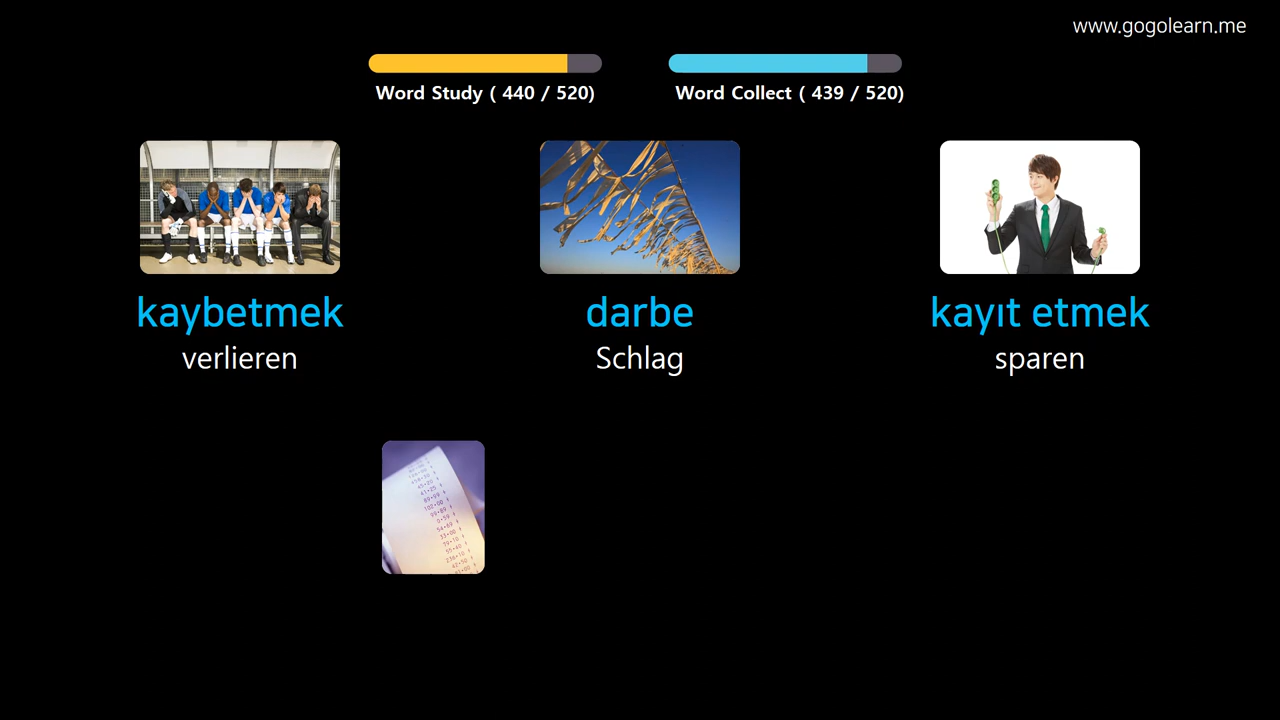 www.gogolearn.me
Word Study ( 440 / 520)
Word Collect ( 439 / 520)
kaybetmek
verlieren
darbe
Schlag
kayıt etmek
sparen